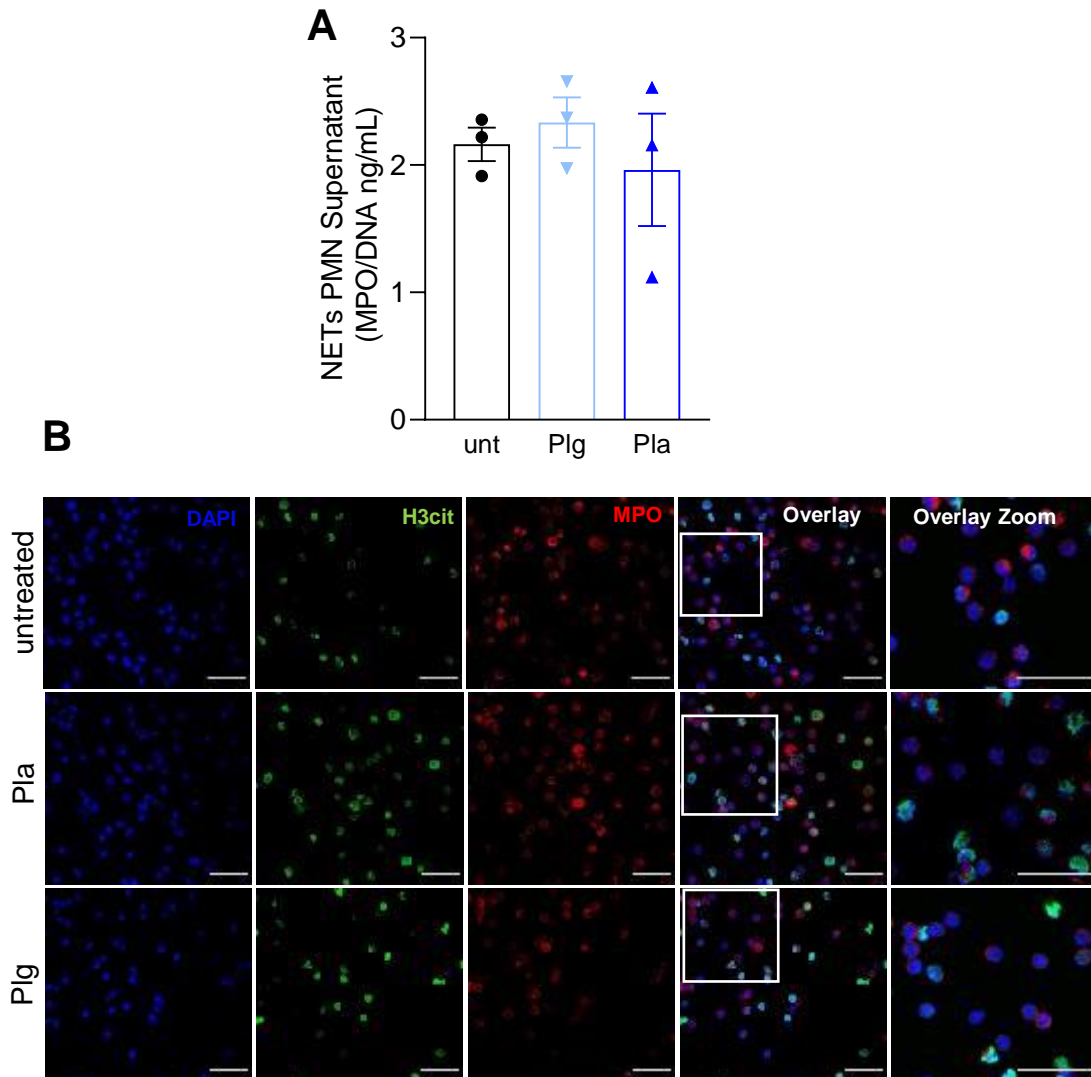 A
3
2
1
0
NETs PMN Supernatant
(MPO/DNA ng/mL)
unt Plg Pla
B
DAPI H3cit MPO Overlay Overlay Zoom
untreated
Pla
Plg